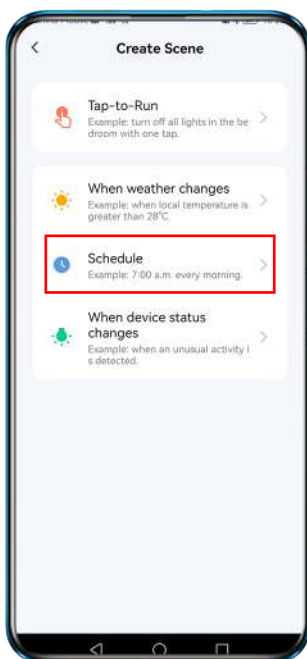 Create Scene
Tap-to-Run
Example: turn off all lights in the be
droom with one tap.
When weather changes
Example: when local temperature is
greater than 28°C.
Schedule
Example: 7:00 a.m. every morning.
When device status
changes
Example: when an unusual activity i
s detected.